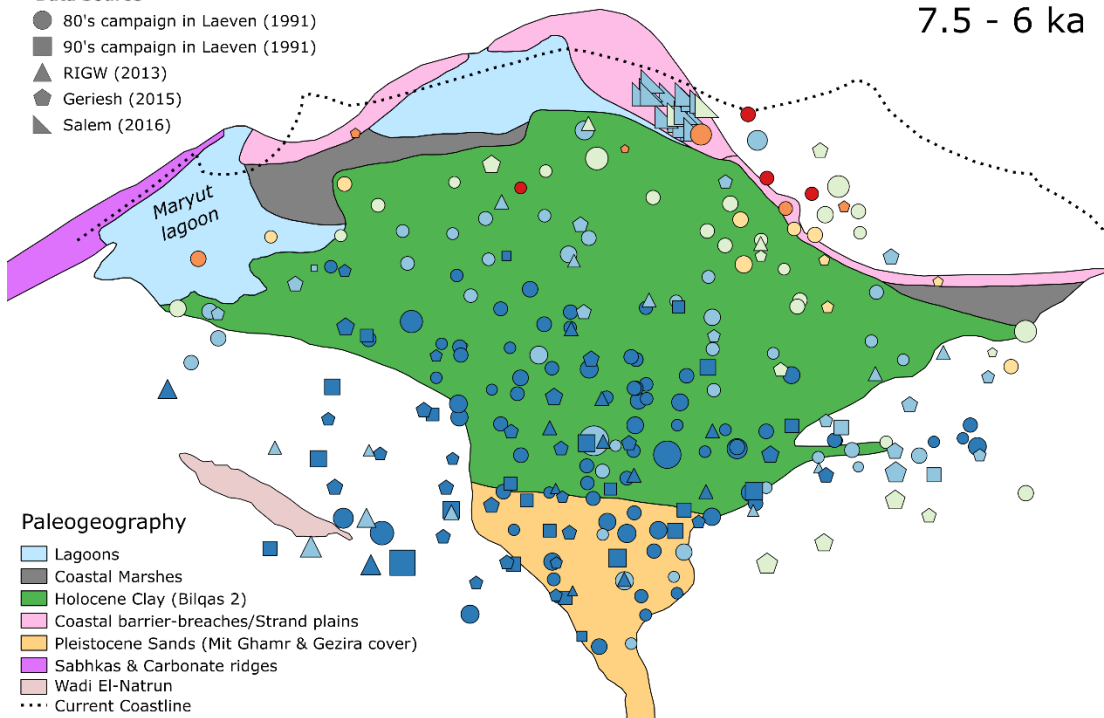 Data Source
80's campaign in Laeven (1991)
90's campaign in Laeven (1991)
RIGW (2013)
Geriesh (2015)
Salem (2016)
7.5 - 6 ka
Maryut
lagoon
Paleogeography
Lagoons
Coastal Marshes
Holocene Clay (Bilqas 2)
Coastal barrier-breaches/Strand plains
Pleistocene Sands (Mit Ghamr & Gezira cover)
Sabhkas & Carbonate ridges
Wadi El-Natrun
Current Coastline